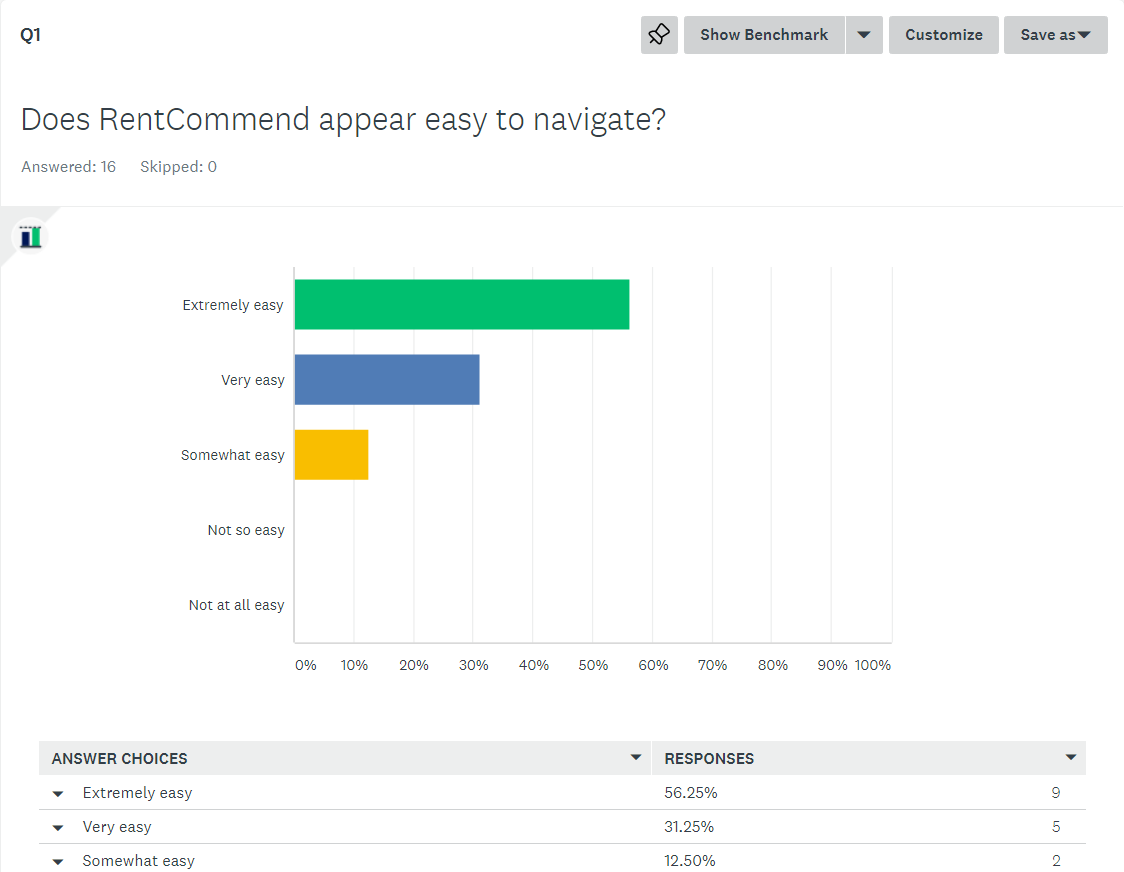 Q1
Show Benchmark
Customize
Save as
Does RentCommend appear easy to navigate?
Answered: 16 Skipped: 0
Extremely easy
Very easy
Somewhat easy
Not so easy
Not at all easy
0% 10% 20% 30% 40% 50% 60% 70% 80% 90% 100%
ANSWER CHOICES RESPONSES
Extremely easy 56.25% 9
Very easy 31.25% 5
Somewhat easy 12.50% 2